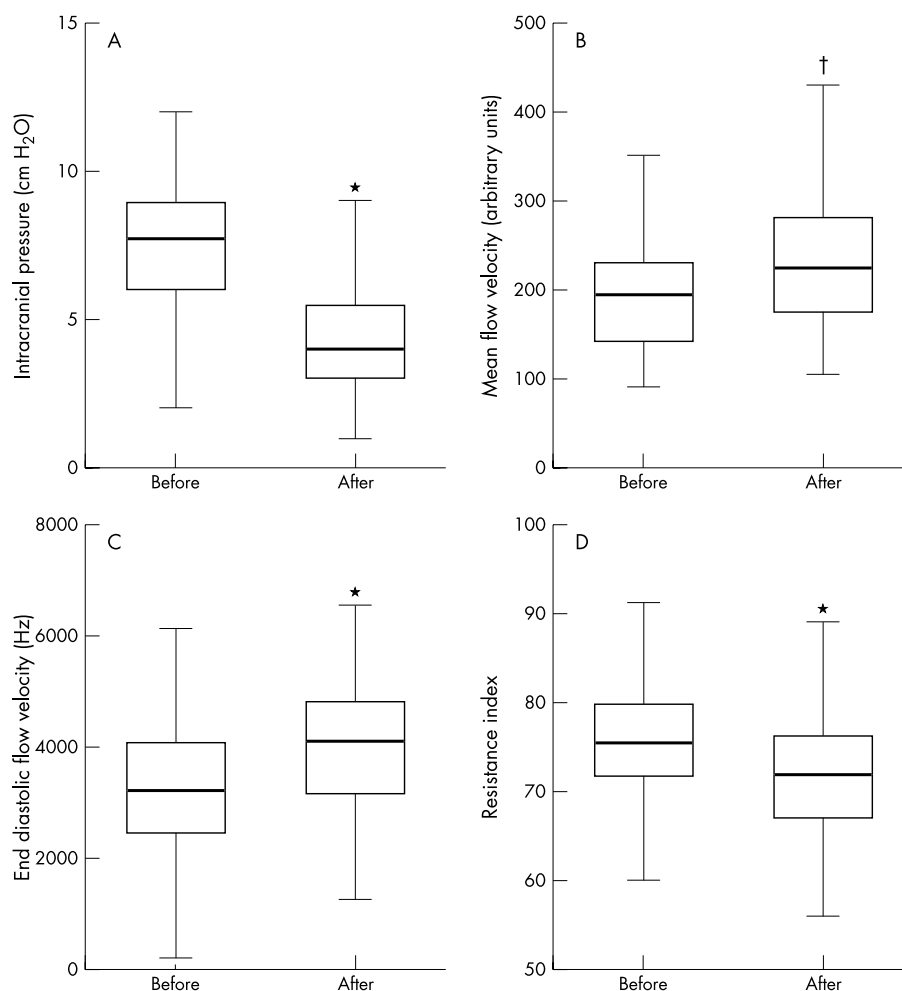 A
Intracranial pressure (cm H₂O)
15
10
5
0
★
Before
After
B
Mean flow velocity (arbitrary units)
500
400
300
200
100
0
†
Before
After
C
End diastolic flow velocity (Hz)
8000
6000
4000
2000
0
★
Before
After
D
Resistance index
100
90
80
70
60
50
★
Before
After